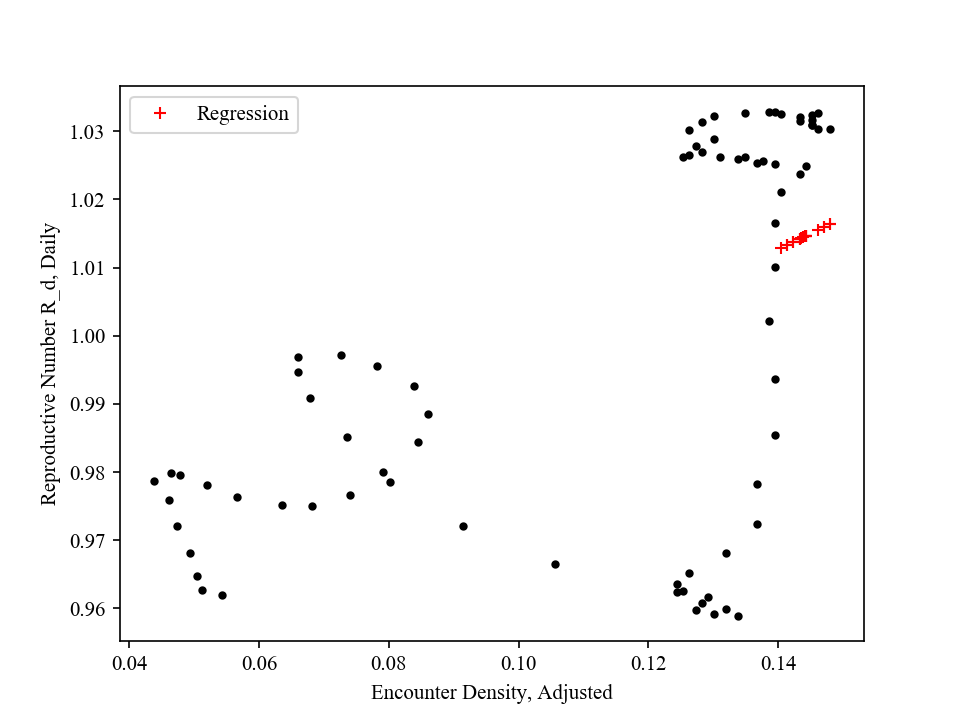 Regression
1.03
1.02
1.01
1.00
0.99
0.98
0.97
0.96
Reproductive Number R_d, Daily
0.04 0.06 0.08 0.10 0.12 0.14
Encounter Density, Adjusted